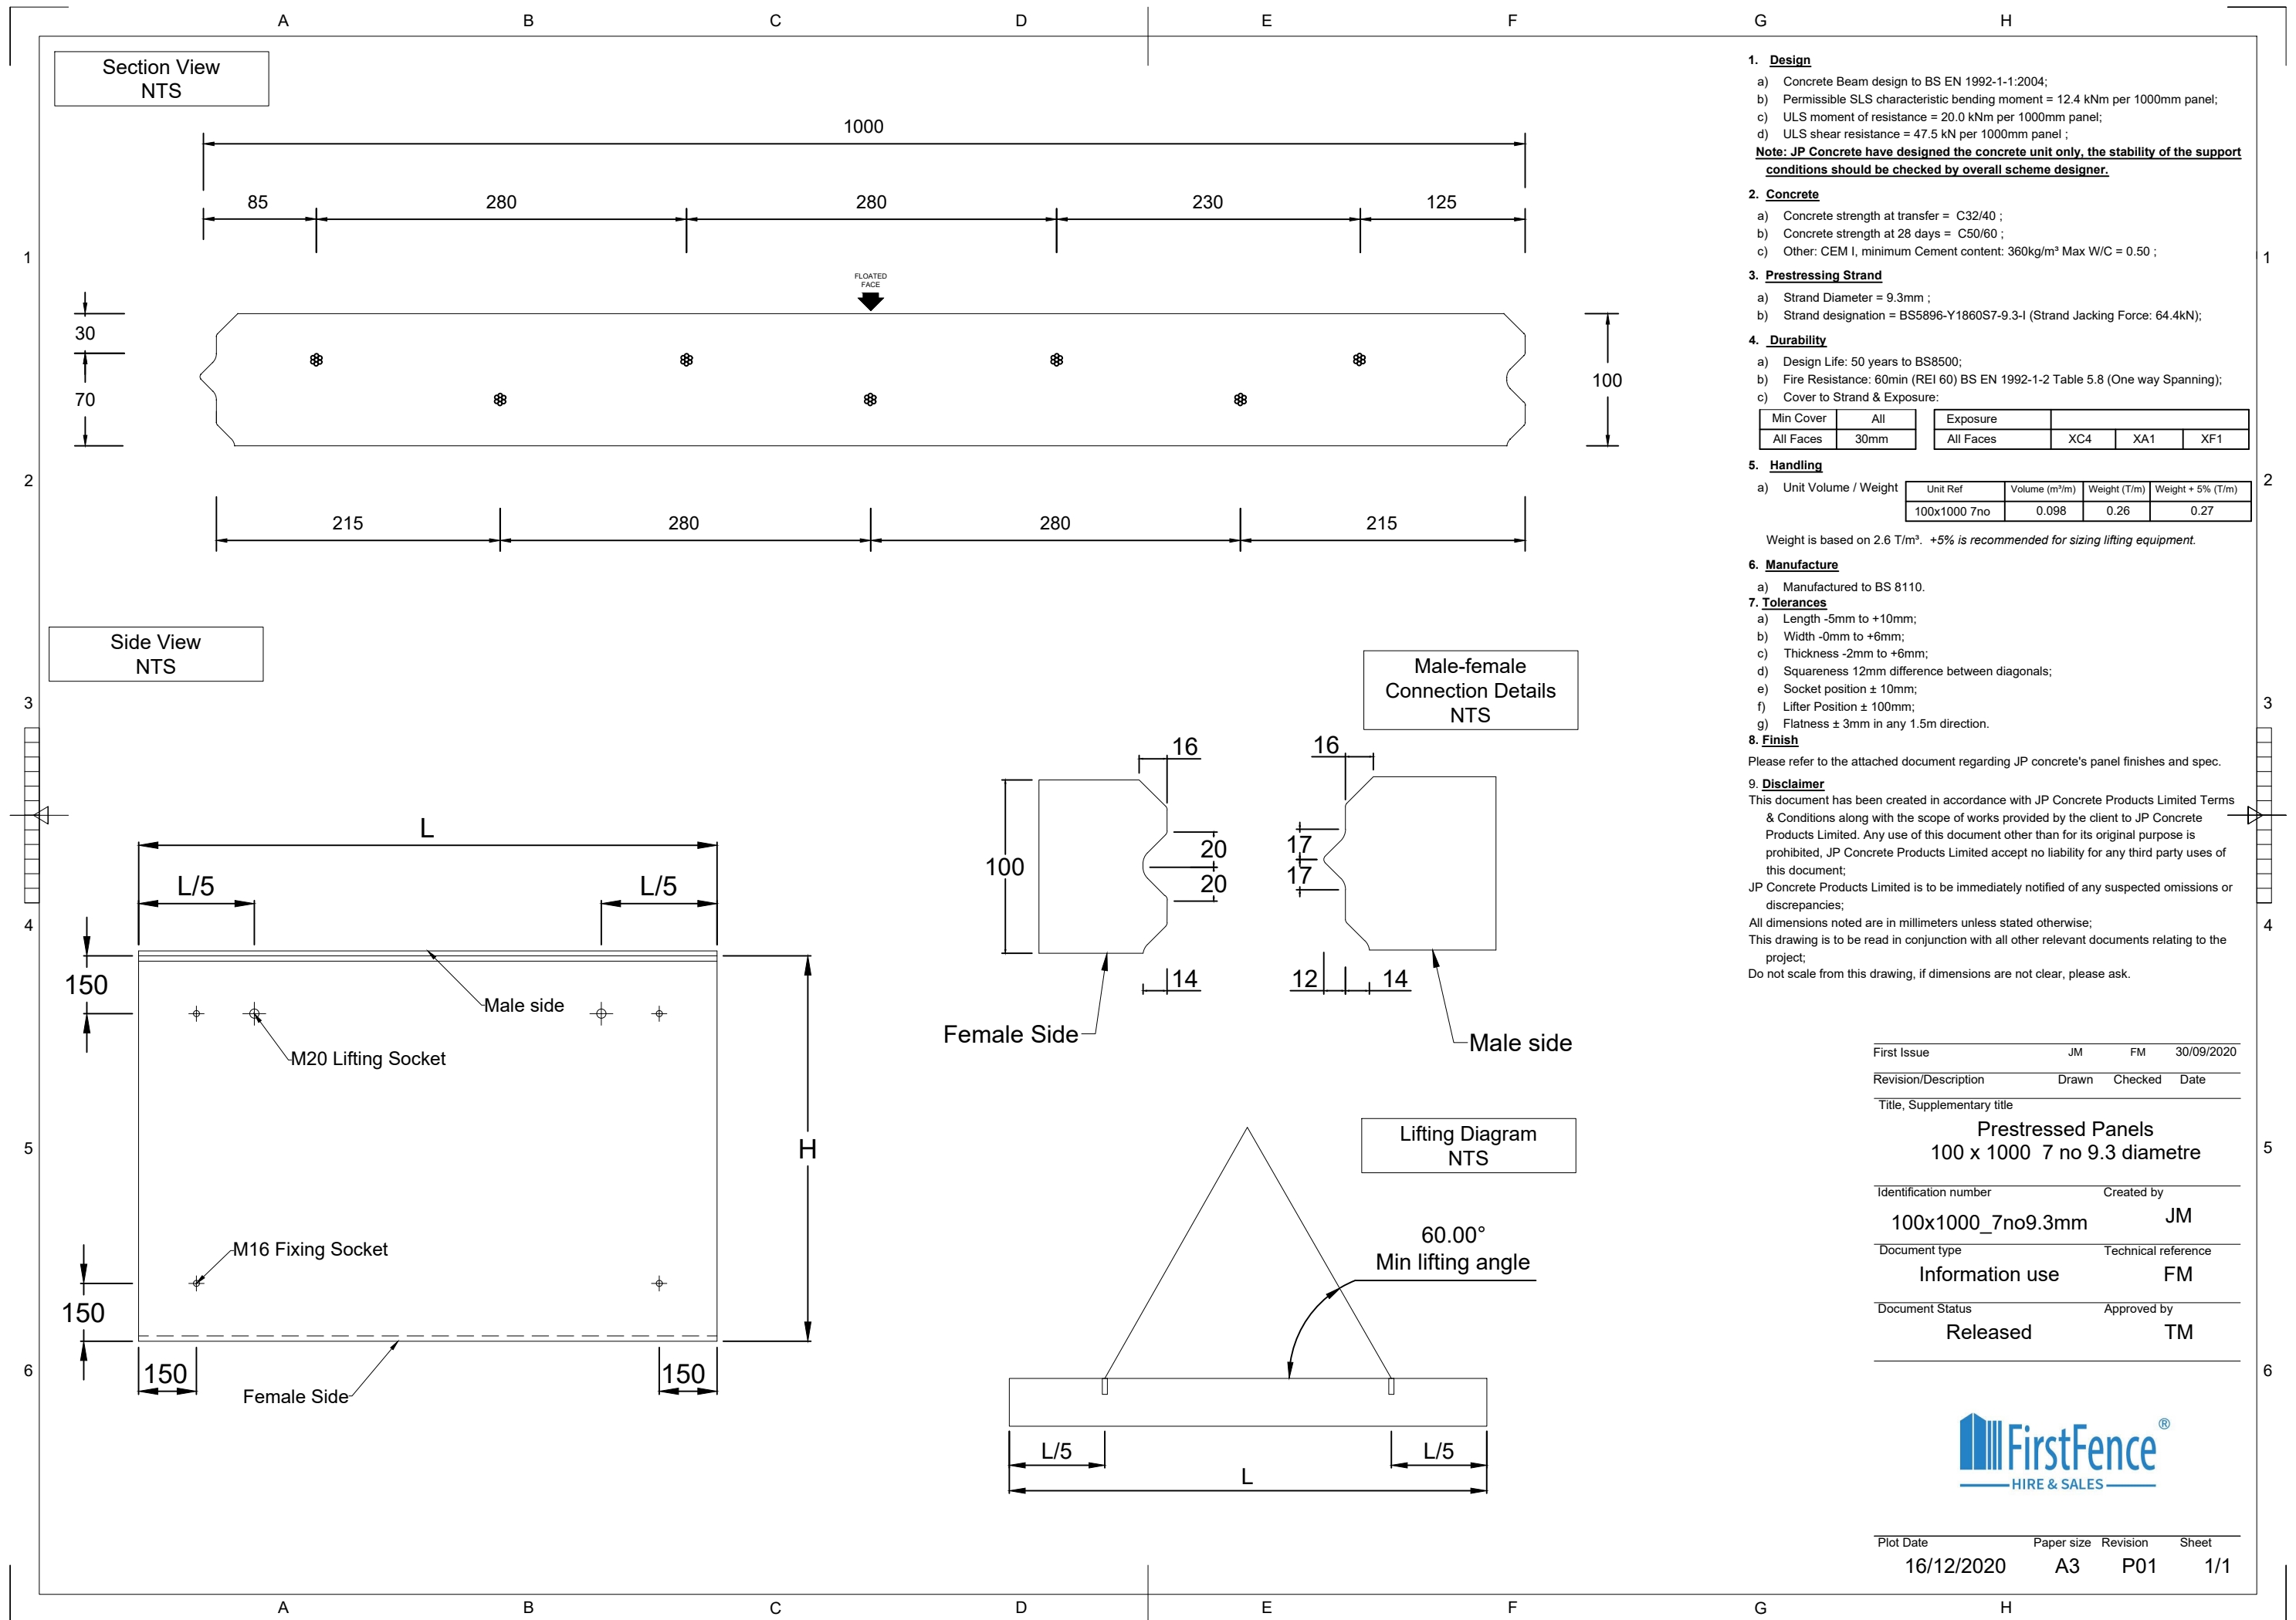 A B C D E F G H
Section View
NTS
1000
85 280 280 230 125
FLOATED
FACE
30
70
100
215 280 280 215
1 1
2 2
3 3
4 4
5 5
6 6
Side View
NTS
L
L/5 L/5
150
Male side
M20 Lifting Socket
H
M16 Fixing Socket
150
150 150
Female Side
Male-female
Connection Details
NTS
16 16
100
20
20
17
17
14 12 14
Female Side
Male side
Lifting Diagram
NTS
60.00°
Min lifting angle
L/5 L/5
L
1. Design
a) Concrete Beam design to BS EN 1992-1-1:2004;
b) Permissible SLS characteristic bending moment = 12.4 kNm per 1000mm panel;
c) ULS moment of resistance = 20.0 kNm per 1000mm panel;
d) ULS shear resistance = 47.5 kN per 1000mm panel ;
Note: JP Concrete have designed the concrete unit only, the stability of the support
conditions should be checked by overall scheme designer.
2. Concrete
a) Concrete strength at transfer = C32/40 ;
b) Concrete strength at 28 days = C50/60 ;
c) Other: CEM I, minimum Cement content: 360kg/m³ Max W/C = 0.50 ;
3. Prestressing Strand
a) Strand Diameter = 9.3mm ;
b) Strand designation = BS5896-Y1860S7-9.3-I (Strand Jacking Force: 64.4kN);
4. Durability
a) Design Life: 50 years to BS8500;
b) Fire Resistance: 60min (REI 60) BS EN 1992-1-2 Table 5.8 (One way Spanning);
c) Cover to Strand & Exposure:
Min Cover All Exposure
All Faces 30mm All Faces XC4 XA1 XF1
5. Handling
a) Unit Volume / Weight
Unit Ref Volume (m³/m) Weight (T/m) Weight + 5% (T/m)
100x1000 7no 0.098 0.26 0.27
Weight is based on 2.6 T/m³. +5% is recommended for sizing lifting equipment.
6. Manufacture
a) Manufactured to BS 8110.
7. Tolerances
a) Length -5mm to +10mm;
b) Width -0mm to +6mm;
c) Thickness -2mm to +6mm;
d) Squareness 12mm difference between diagonals;
e) Socket position ± 10mm;
f) Lifter Position ± 100mm;
g) Flatness ± 3mm in any 1.5m direction.
8. Finish
Please refer to the attached document regarding JP concrete's panel finishes and spec.
9. Disclaimer
This document has been created in accordance with JP Concrete Products Limited Terms
& Conditions along with the scope of works provided by the client to JP Concrete
Products Limited. Any use of this document other than for its original purpose is
prohibited, JP Concrete Products Limited accept no liability for any third party uses of
this document;
JP Concrete Products Limited is to be immediately notified of any suspected omissions or
discrepancies;
All dimensions noted are in millimeters unless stated otherwise;
This drawing is to be read in conjunction with all other relevant documents relating to the
project;
Do not scale from this drawing, if dimensions are not clear, please ask.
First Issue JM FM 30/09/2020
Revision/Description Drawn Checked Date
Title, Supplementary title
Prestressed Panels
100 x 1000 7 no 9.3 diametre
Identification number Created by
100x1000_7no9.3mm JM
Document type Technical reference
Information use FM
Document Status Approved by
Released TM
FirstFence®
HIRE & SALES
Plot Date Paper size Revision Sheet
16/12/2020 A3 P01 1/1
A B C D E F G H